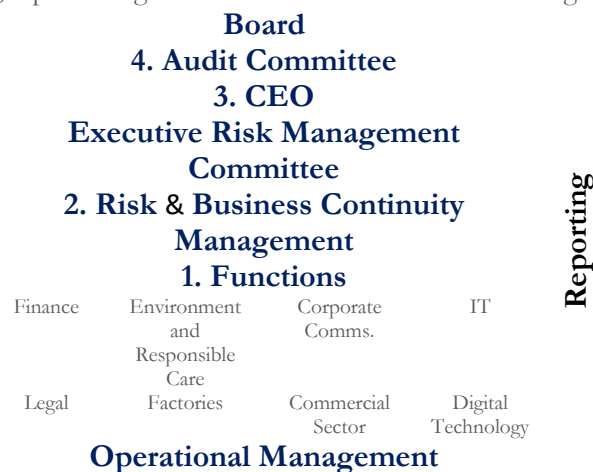 Board
4. Audit Committee
3. CEO
Executive Risk Management
Committee
2. Risk & Business Continuity
Management
1. Functions
Reporting
Finance Environment Corporate IT
and Comms.
Responsible
Care
Legal Factories Commercial Digital
Sector Technology
Operational Management